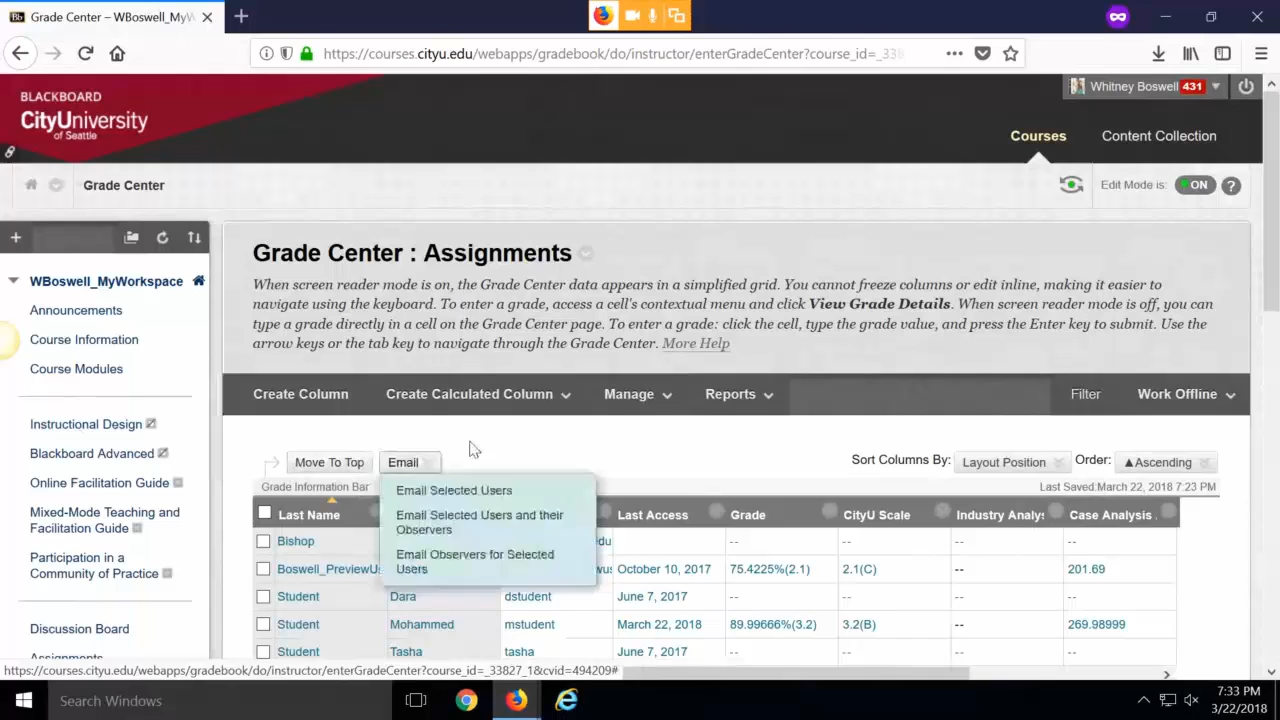 Grade Center – WBoswell_MyW
https://courses.cityu.edu/webapps/gradebook/do/instructor/enterGradeCenter?course_id=_338
BLACKBOARD
CityUniversity
of Seattle
Whitney Boswell 431
Courses
Content Collection
Grade Center
Edit Mode is:
ON
?
WBoswell_MyWorkspace
Announcements
Course Information
Course Modules
Instructional Design
Blackboard Advanced
Online Facilitation Guide
Mixed-Mode Teaching and
Facilitation Guide
Participation in a
Community of Practice
Discussion Board
Assignments
Grade Center : Assignments
When screen reader mode is on, the Grade Center data appears in a simplified grid. You cannot freeze columns or edit inline, making it easier to
navigate using the keyboard. To enter a grade, access a cell's contextual menu and click View Grade Details. When screen reader mode is off, you can
type a grade directly in a cell on the Grade Center page. To enter a grade: click the cell, type the grade value, and press the Enter key to submit. Use the
arrow keys or the tab key to navigate through the Grade Center. More Help
Create Column
Create Calculated Column
Manage
Reports
Filter
Work Offline
Move To Top
Email
Sort Columns By:
Layout Position
Order:
▲Ascending
Email Selected Users
Email Selected Users and their
Observers
Email Observers for Selected
Users
Grade Information Bar
Last Saved:March 22, 2018 7:23 PM
Last Name Last Access Grade CityU Scale Industry Analys Case Analysis
Bishop du -- -- -- --
Boswell_PreviewUs wus October 10, 2017 75.4225%(2.1) 2.1(C) -- 201.69
Student Dara dstudent June 7, 2017 -- -- -- --
Student Mohammed mstudent March 22, 2018 89.99666%(3.2) 3.2(B) -- 269.98999
Student Tasha tasha June 7, 2017 -- -- -- --
https://courses.cityu.edu/webapps/gradebook/do/instructor/enterGradeCenter?course_id=_33827_1&cvid=494209#
Search Windows
7:33 PM
3/22/2018